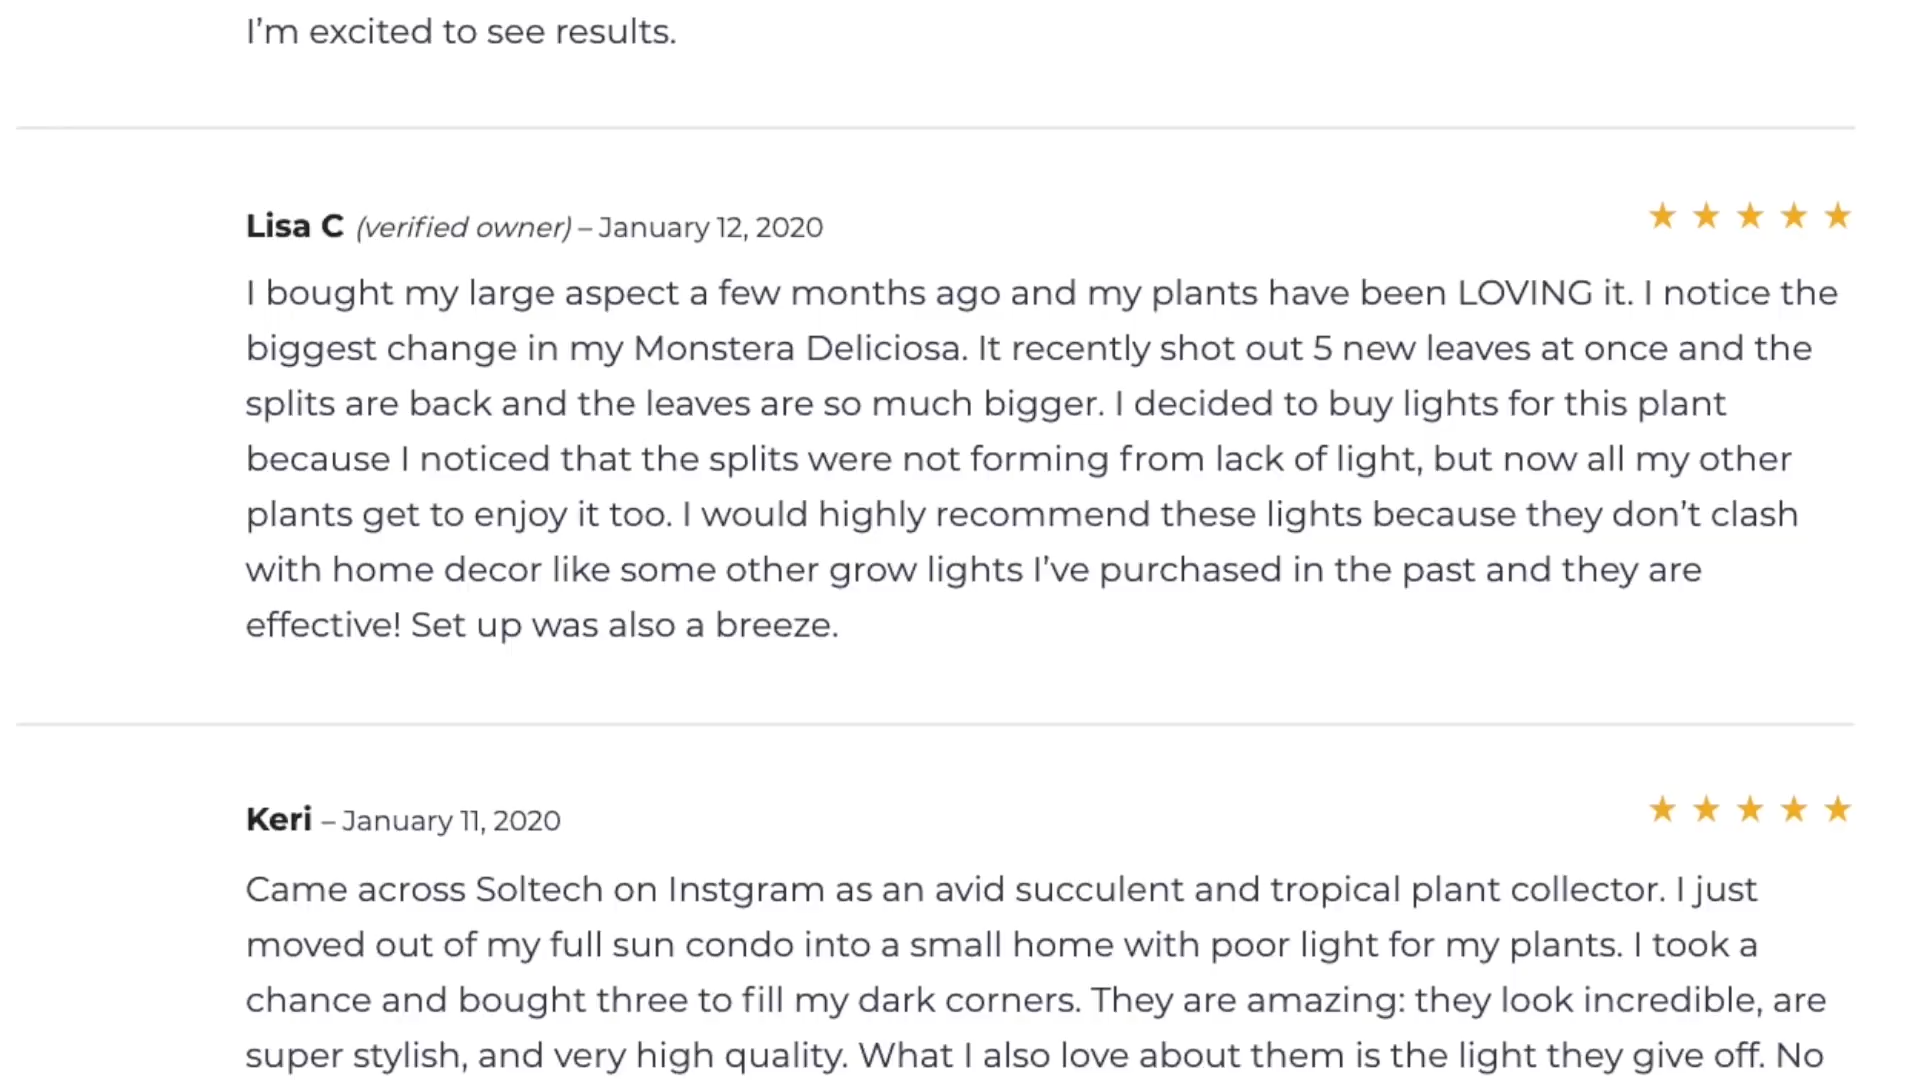 I’m excited to see results.
Lisa C (verified owner) – January 12, 2020
I bought my large aspect a few months ago and my plants have been LOVING it. I notice the
biggest change in my Monstera Deliciosa. It recently shot out 5 new leaves at once and the
splits are back and the leaves are so much bigger. I decided to buy lights for this plant
because I noticed that the splits were not forming from lack of light, but now all my other
plants get to enjoy it too. I would highly recommend these lights because they don’t clash
with home decor like some other grow lights I’ve purchased in the past and they are
effective! Set up was also a breeze.
Keri – January 11, 2020
Came across Soltech on Instgram as an avid succulent and tropical plant collector. I just
moved out of my full sun condo into a small home with poor light for my plants. I took a
chance and bought three to fill my dark corners. They are amazing: they look incredible, are
super stylish, and very high quality. What I also love about them is the light they give off. No